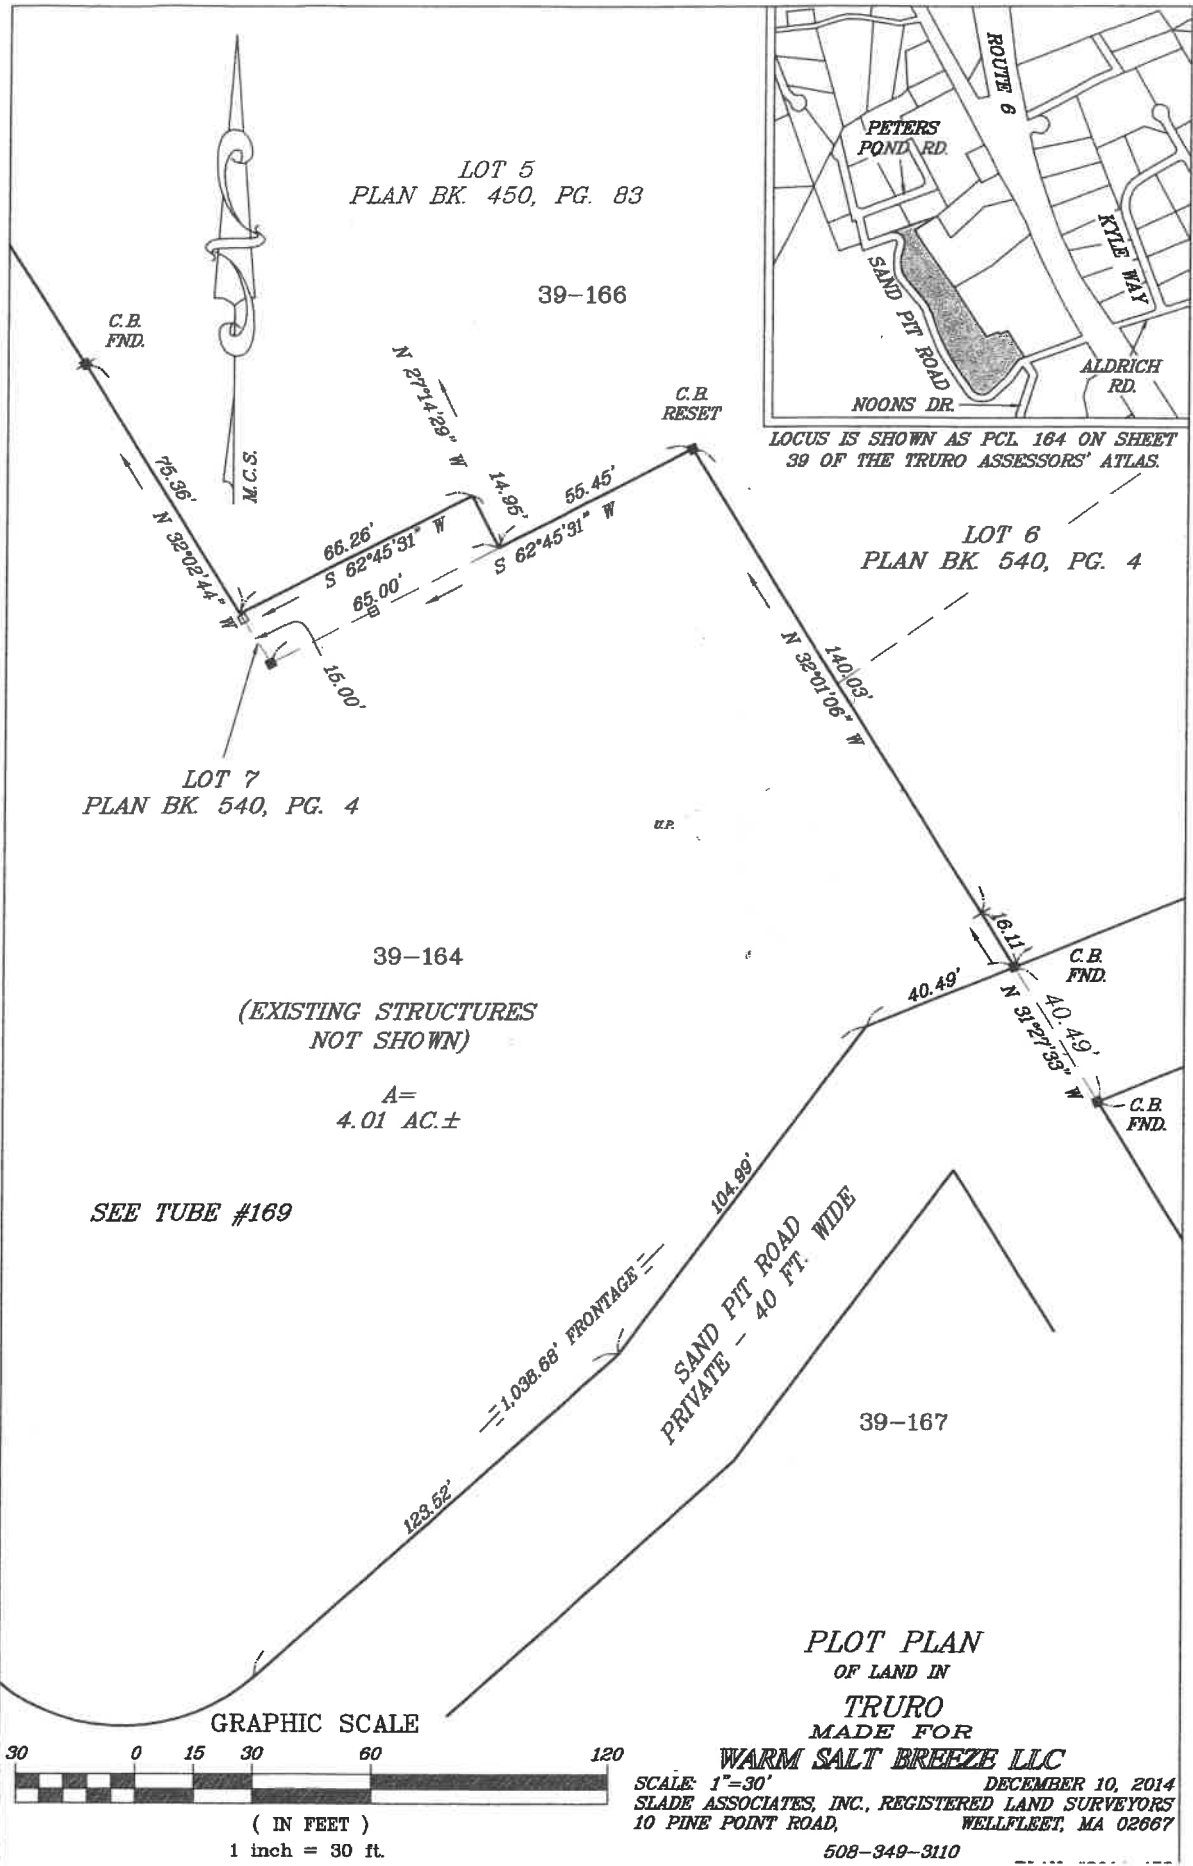 LOT 5
PLAN BK. 450, PG. 83
39-166
C.B.
FND.
M.C.S.
75.36'
N 32°02'44" W
N 27°14'29" W
14.95'
C.B.
RESET
55.45'
S 62°45'31" W
66.26'
S 62°45'31" W
65.00'
15.00'
LOT 7
PLAN BK. 540, PG. 4
ROUTE 6
PETERS
POND RD.
SAND PIT ROAD
KYLE WAY
ALDRICH
RD.
NOONS DR.
LOCUS IS SHOWN AS PCL. 164 ON SHEET
39 OF THE TRURO ASSESSORS' ATLAS.
LOT 6
PLAN BK. 540, PG. 4
140.03'
N 32°01'06" W
U.P.
16.11
C.B.
FND.
40.49'
40.49'
N 31°27'33" W
C.B.
FND.
39-164
(EXISTING STRUCTURES
NOT SHOWN)
A=
4.01 AC.±
SEE TUBE #169
104.99'
1,038.68' FRONTAGE
SAND PIT ROAD
PRIVATE - 40 FT. WIDE
39-167
123.52'
GRAPHIC SCALE
30 0 15 30 60 120
( IN FEET )
1 inch = 30 ft.
PLOT PLAN
OF LAND IN
TRURO
MADE FOR
WARM SALT BREEZE LLC
SCALE: 1"=30' DECEMBER 10, 2014
SLADE ASSOCIATES, INC., REGISTERED LAND SURVEYORS
10 PINE POINT ROAD, WELLFLEET, MA 02667
508-349-3110